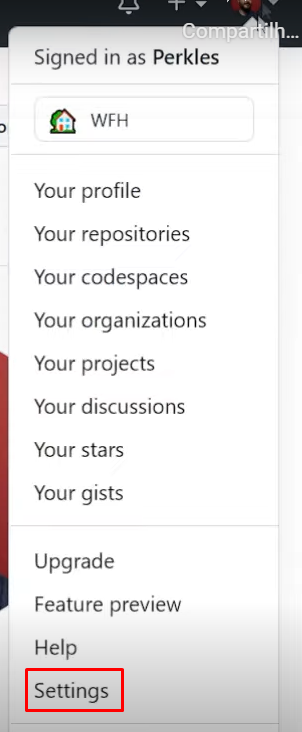 Compartilh...
Signed in as Perkles
WFH
Your profile
Your repositories
Your codespaces
Your organizations
Your projects
Your discussions
Your stars
Your gists
Upgrade
Feature preview
Help
Settings